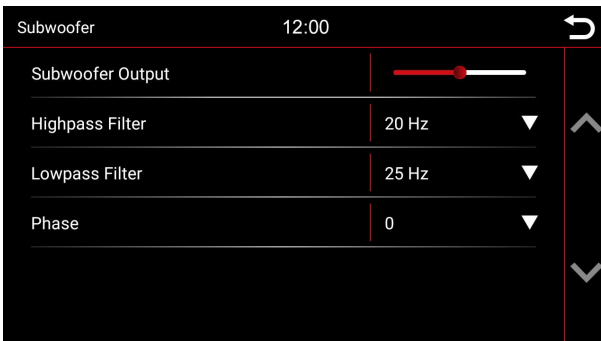 Subwoofer 12:00
Subwoofer Output
Highpass Filter 20 Hz
Lowpass Filter 25 Hz
Phase 0